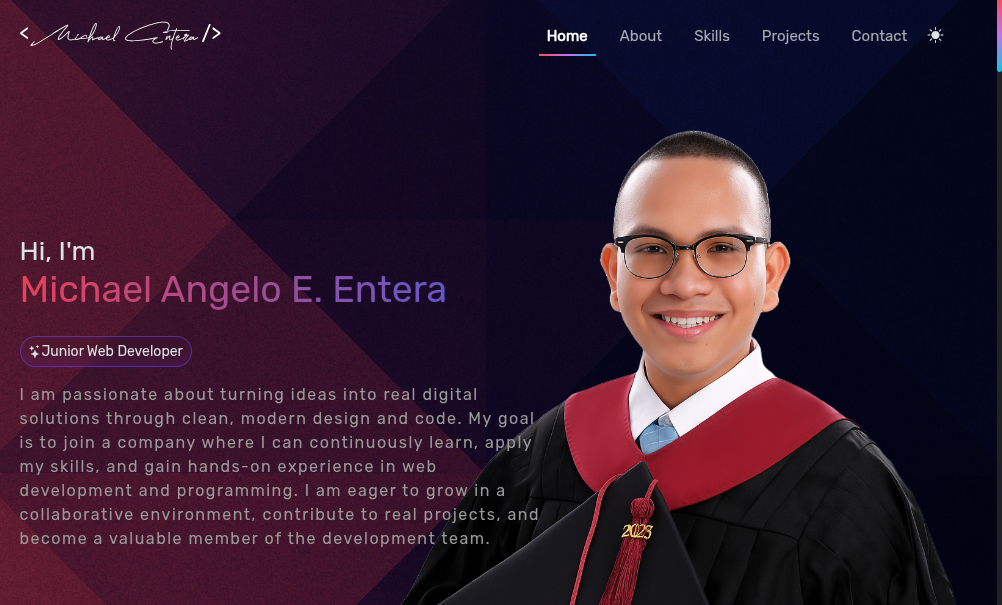 < Michael Entera />
Home About Skills Projects Contact
Hi, I'm
Michael Angelo E. Entera
Junior Web Developer
I am passionate about turning ideas into real digital
solutions through clean, modern design and code. My goal
is to join a company where I can continuously learn, apply
my skills, and gain hands-on experience in web
development and programming. I am eager to grow in a
collaborative environment, contribute to real projects, and
become a valuable member of the development team.
2023